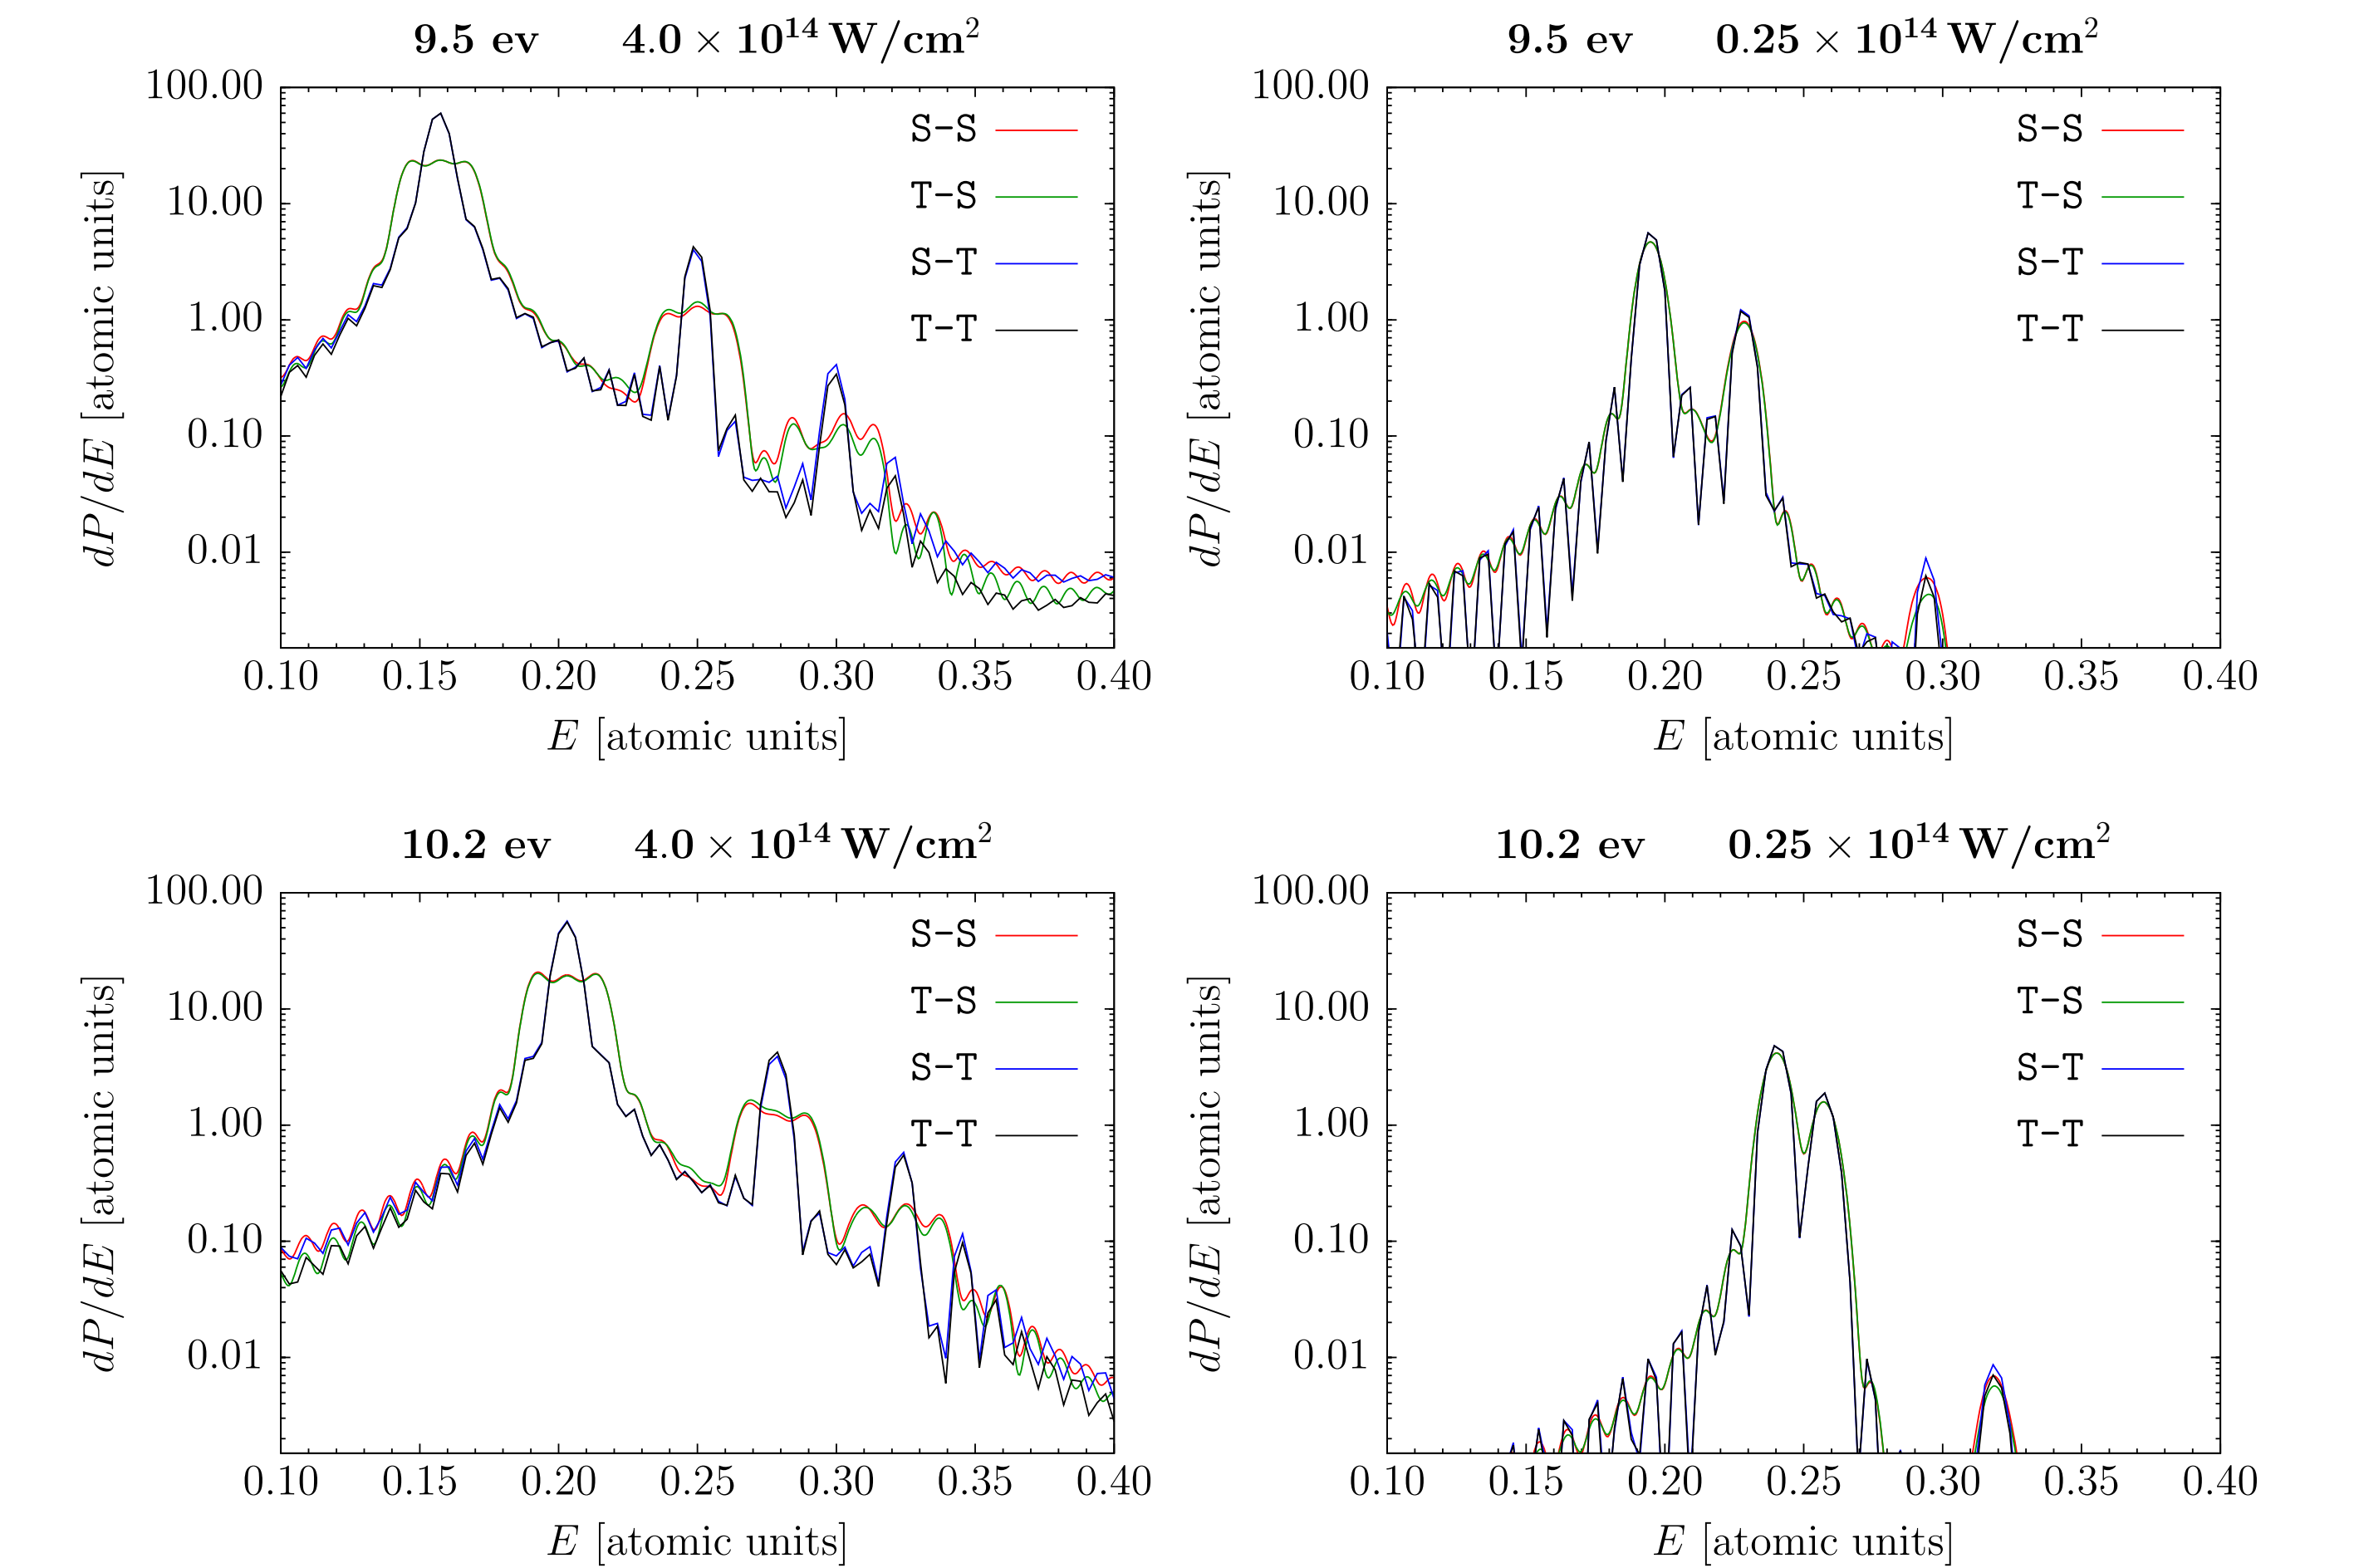 9.5 ev 4.0 × 10¹⁴ W/cm²
100.00
10.00
1.00
0.10
0.01
dP/dE [atomic units]
S-S
T-S
S-T
T-T
0.10 0.15 0.20 0.25 0.30 0.35 0.40
E [atomic units]
9.5 ev 0.25 × 10¹⁴ W/cm²
100.00
10.00
1.00
0.10
0.01
dP/dE [atomic units]
S-S
T-S
S-T
T-T
0.10 0.15 0.20 0.25 0.30 0.35 0.40
E [atomic units]
10.2 ev 4.0 × 10¹⁴ W/cm²
100.00
10.00
1.00
0.10
0.01
dP/dE [atomic units]
S-S
T-S
S-T
T-T
0.10 0.15 0.20 0.25 0.30 0.35 0.40
E [atomic units]
10.2 ev 0.25 × 10¹⁴ W/cm²
100.00
10.00
1.00
0.10
0.01
dP/dE [atomic units]
S-S
T-S
S-T
T-T
0.10 0.15 0.20 0.25 0.30 0.35 0.40
E [atomic units]